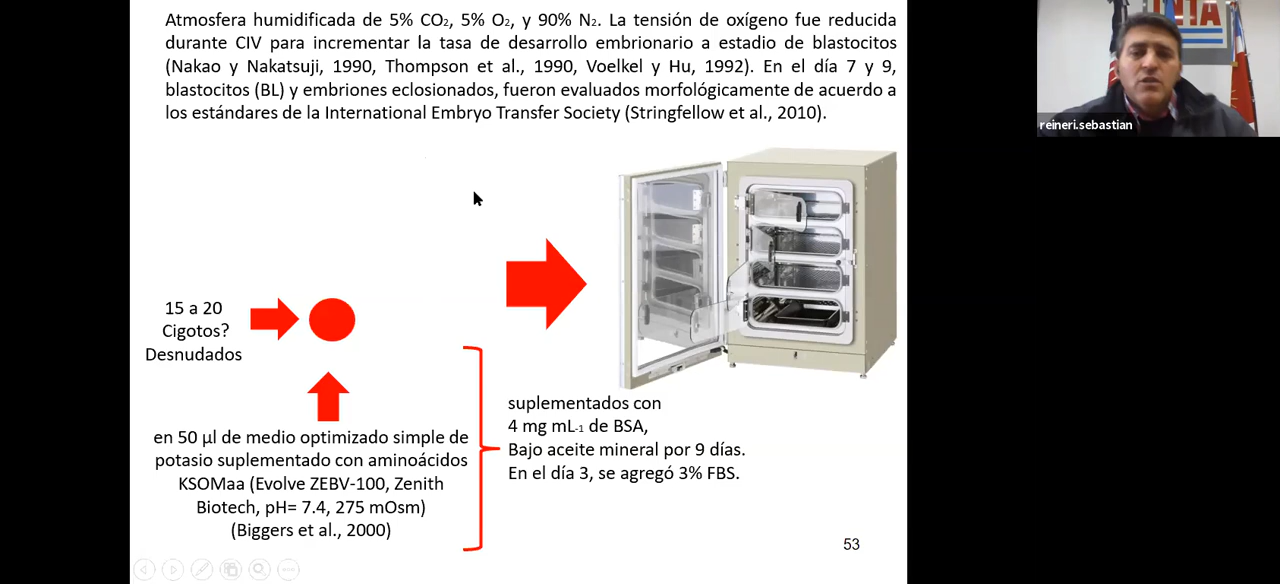 Atmosfera humidificada de 5% CO₂, 5% O₂, y 90% N₂. La tensión de oxígeno fue reducida
durante CIV para incrementar la tasa de desarrollo embrionario a estadio de blastocitos
(Nakao y Nakatsuji, 1990, Thompson et al., 1990, Voelkel y Hu, 1992). En el día 7 y 9,
blastocitos (BL) y embriones eclosionados, fueron evaluados morfológicamente de acuerdo a
los estándares de la International Embryo Transfer Society (Stringfellow et al., 2010).
reineri.sebastian
15 a 20
Cigotos?
Desnudados
en 50 µl de medio optimizado simple de
potasio suplementado con aminoácidos
KSOMaa (Evolve ZEBV-100, Zenith
Biotech, pH= 7.4, 275 mOsm)
(Biggers et al., 2000)
suplementados con
4 mg mL-1 de BSA,
Bajo aceite mineral por 9 días.
En el día 3, se agregó 3% FBS.
53